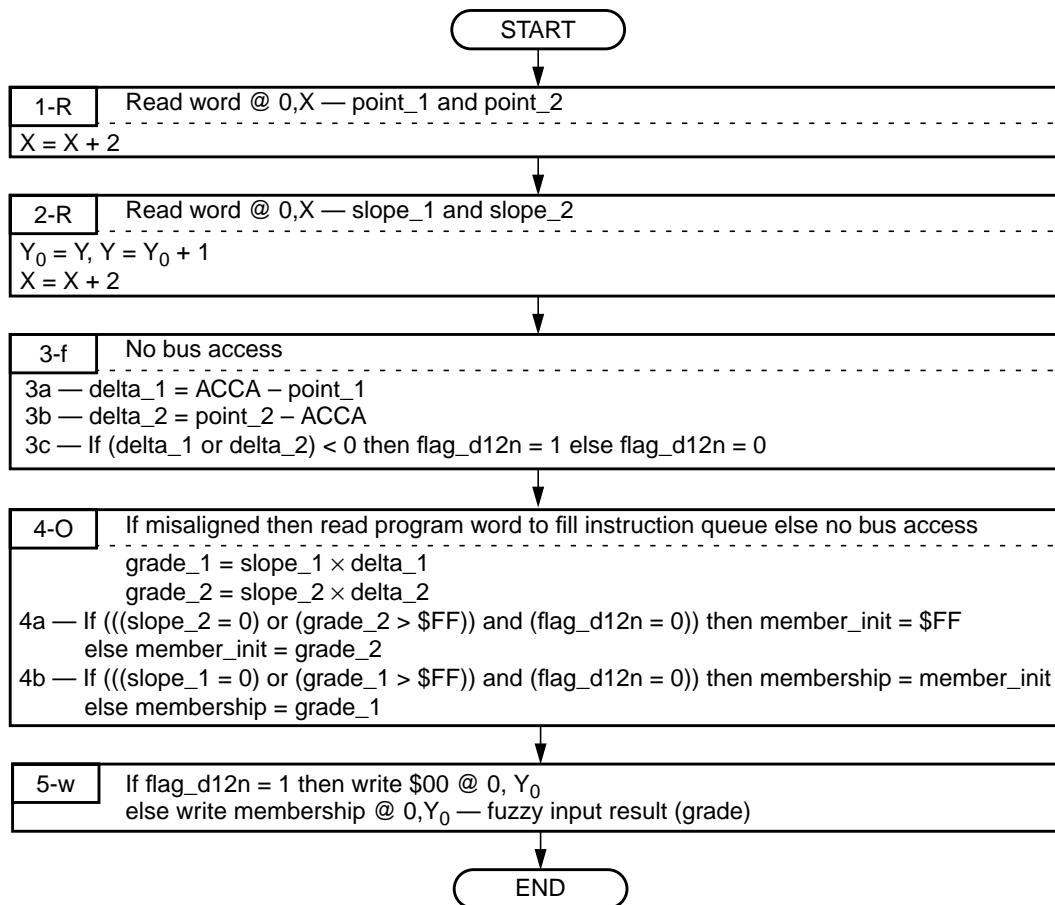 START
1-R Read word @ 0,X — point_1 and point_2
X = X + 2
2-R Read word @ 0,X — slope_1 and slope_2
Y₀ = Y, Y = Y₀ + 1
X = X + 2
3-f No bus access
3a — delta_1 = ACCA – point_1
3b — delta_2 = point_2 – ACCA
3c — If (delta_1 or delta_2) < 0 then flag_d12n = 1 else flag_d12n = 0
4-O If misaligned then read program word to fill instruction queue else no bus access
grade_1 = slope_1 × delta_1
grade_2 = slope_2 × delta_2
4a — If (((slope_2 = 0) or (grade_2 > $FF)) and (flag_d12n = 0)) then member_init = $FF
else member_init = grade_2
4b — If (((slope_1 = 0) or (grade_1 > $FF)) and (flag_d12n = 0)) then membership = member_init
else membership = grade_1
5-w If flag_d12n = 1 then write $00 @ 0, Y₀
else write membership @ 0,Y₀ — fuzzy input result (grade)
END